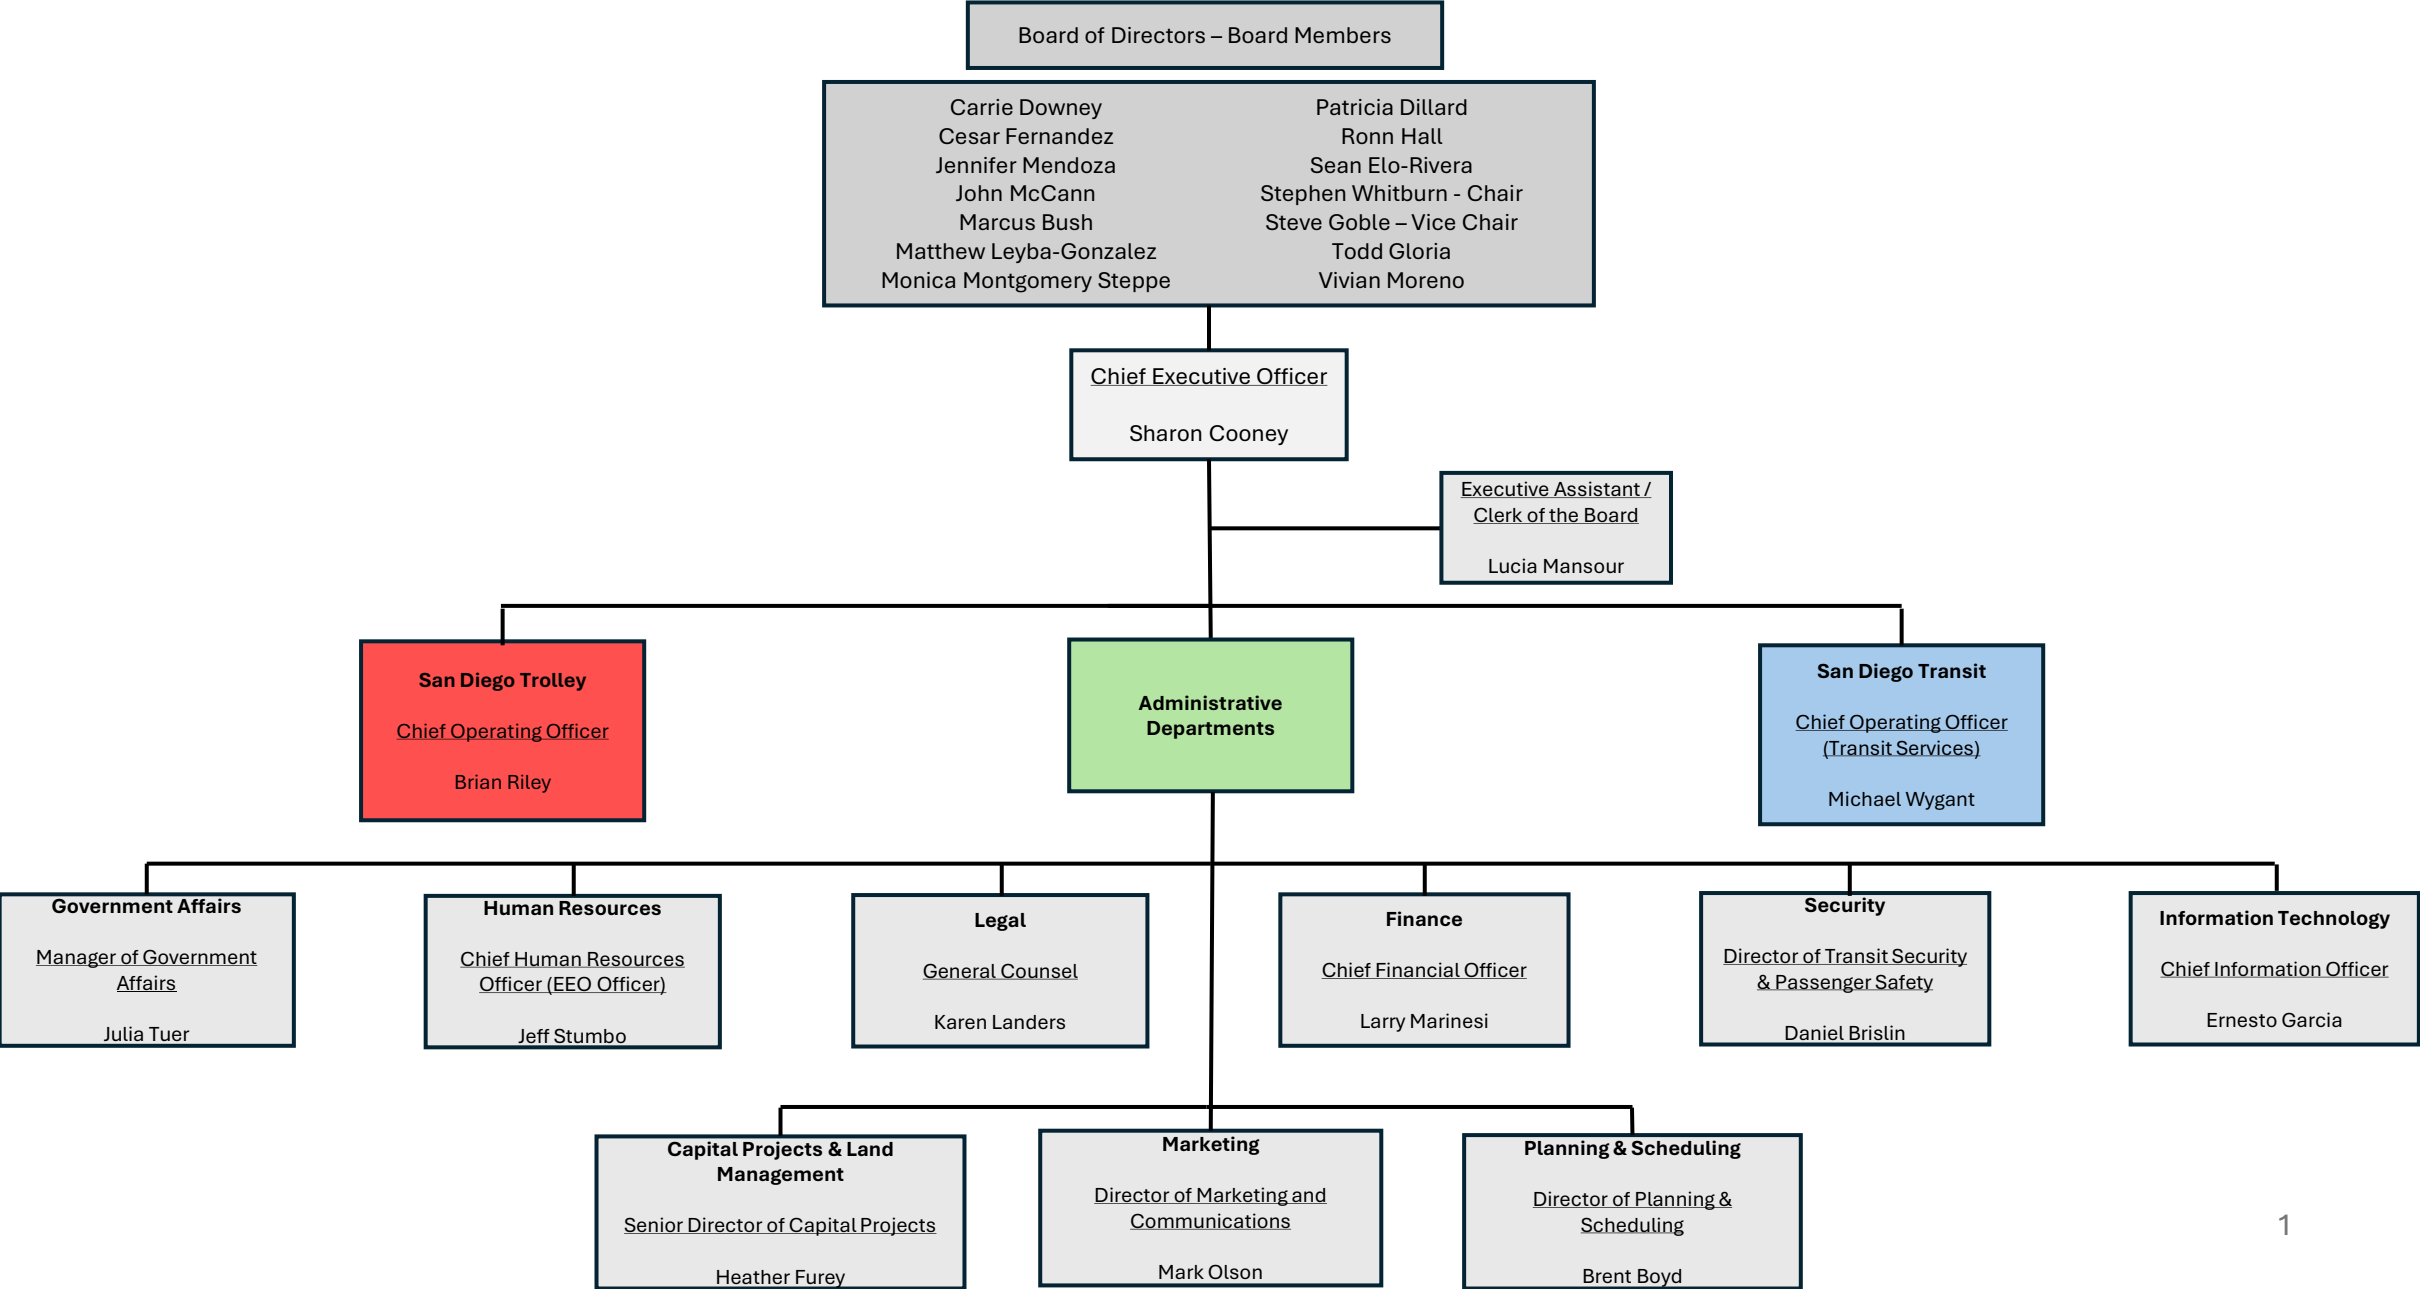 Board of Directors – Board Members
Carrie Downey
Cesar Fernandez
Jennifer Mendoza
John McCann
Marcus Bush
Matthew Leyba-Gonzalez
Monica Montgomery Steppe
Patricia Dillard
Ronn Hall
Sean Elo-Rivera
Stephen Whitburn - Chair
Steve Goble – Vice Chair
Todd Gloria
Vivian Moreno
Chief Executive Officer
Sharon Cooney
Executive Assistant /
Clerk of the Board
Lucia Mansour
San Diego Trolley
Chief Operating Officer
Brian Riley
Administrative
Departments
San Diego Transit
Chief Operating Officer
(Transit Services)
Michael Wygant
Government Affairs
Manager of Government
Affairs
Julia Tuer
Human Resources
Chief Human Resources
Officer (EEO Officer)
Jeff Stumbo
Legal
General Counsel
Karen Landers
Finance
Chief Financial Officer
Larry Marinesi
Security
Director of Transit Security
& Passenger Safety
Daniel Brislin
Information Technology
Chief Information Officer
Ernesto Garcia
Capital Projects & Land
Management
Senior Director of Capital Projects
Heather Furey
Marketing
Director of Marketing and
Communications
Mark Olson
Planning & Scheduling
Director of Planning &
Scheduling
Brent Boyd
1